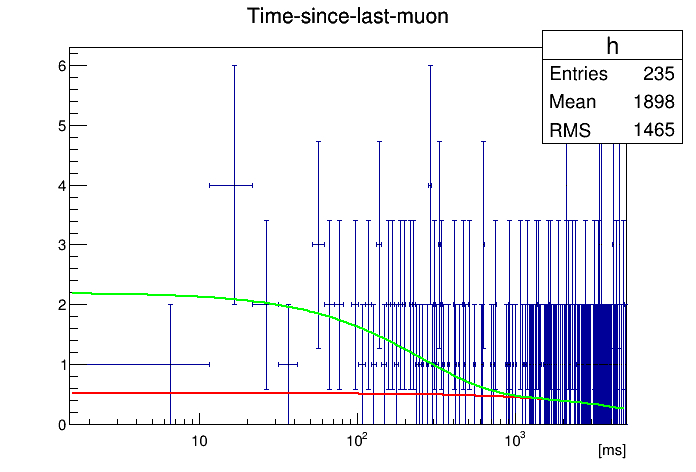 Time-since-last-muon
h
Entries 235
Mean 1898
RMS 1465
6
5
4
3
2
1
0
10
10²
10³
[ms]